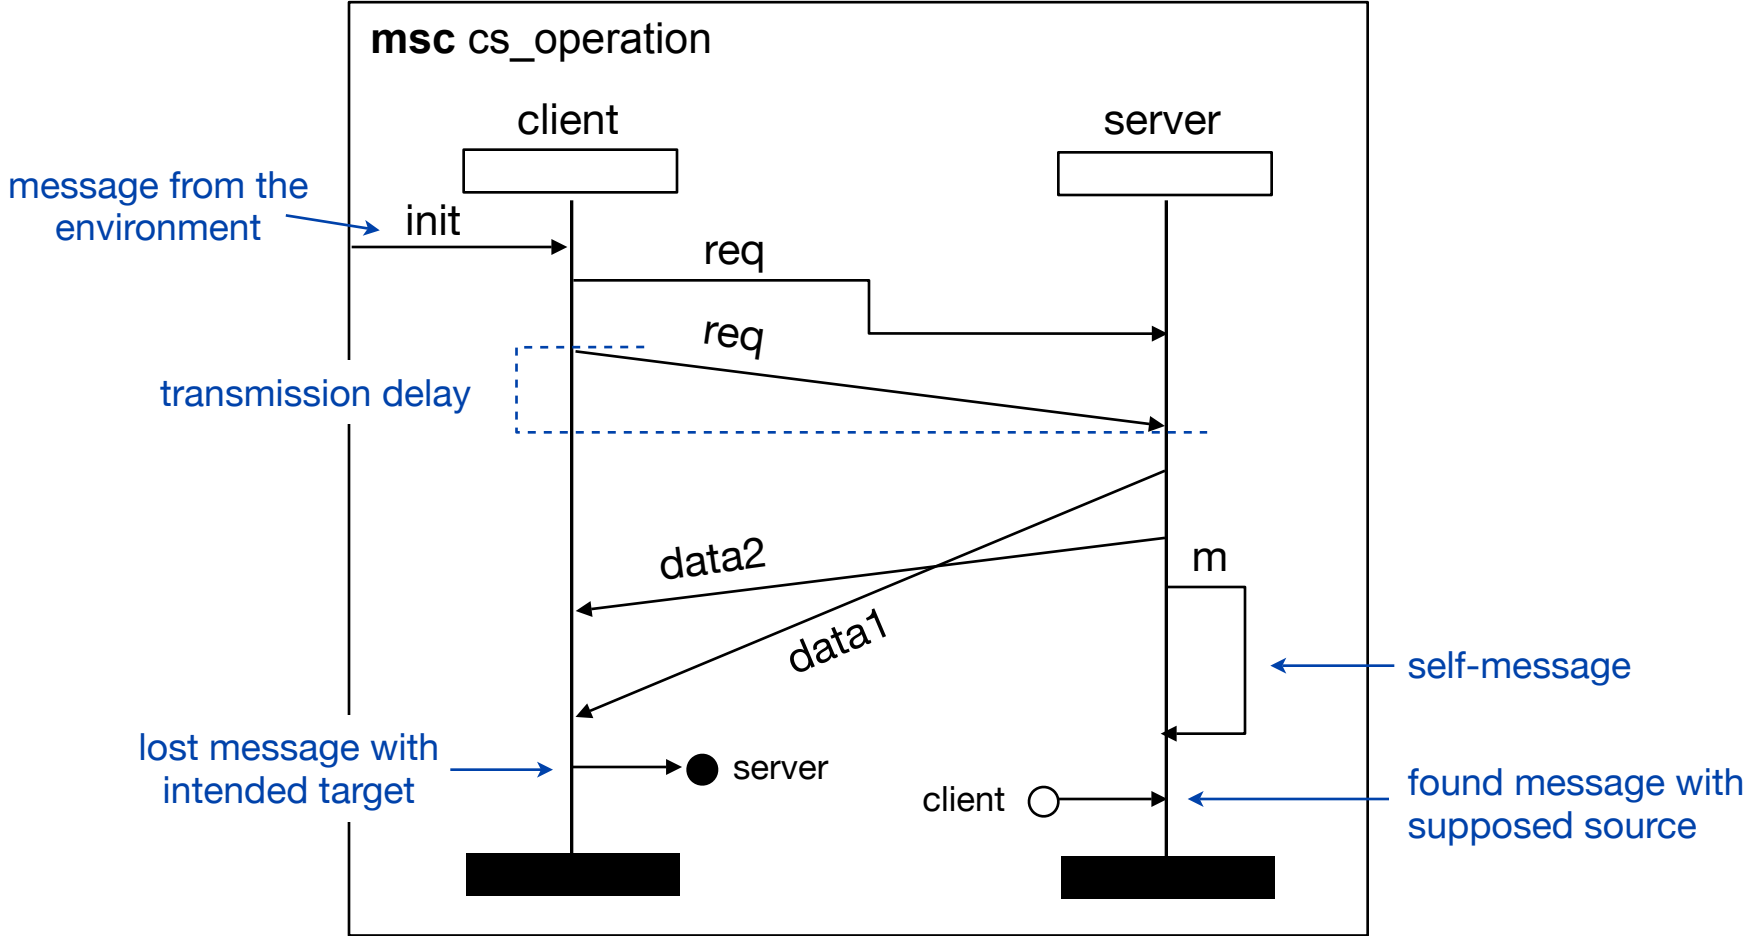 msc cs_operation
client
server
message from the
environment
init
req
req
transmission delay
data2
m
data1
self-message
lost message with
intended target
server
client
found message with
supposed source